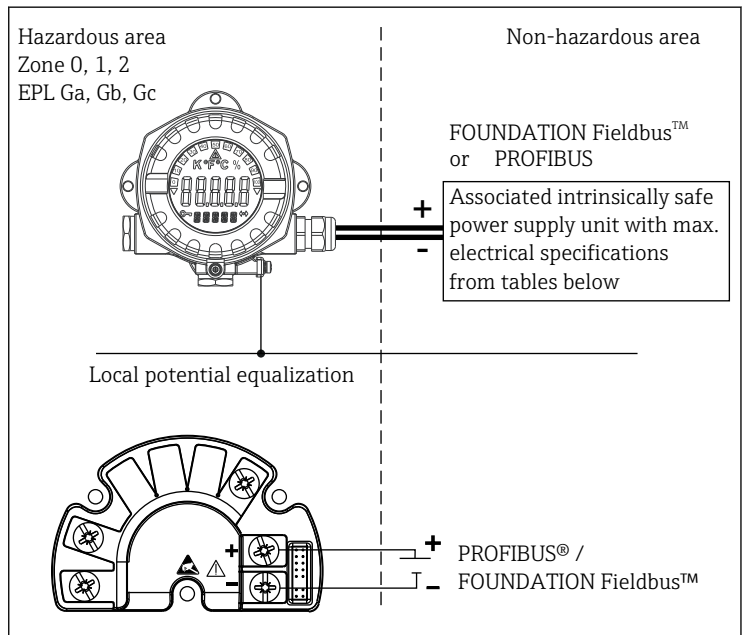 Hazardous area
Zone 0, 1, 2
EPL Ga, Gb, Gc
Non-hazardous area
FOUNDATION Fieldbus™
or PROFIBUS
K °F °C %
+
-
Associated intrinsically safe
power supply unit with max.
electrical specifications
from tables below
Local potential equalization
+
-
+
-
PROFIBUS® /
FOUNDATION Fieldbus™